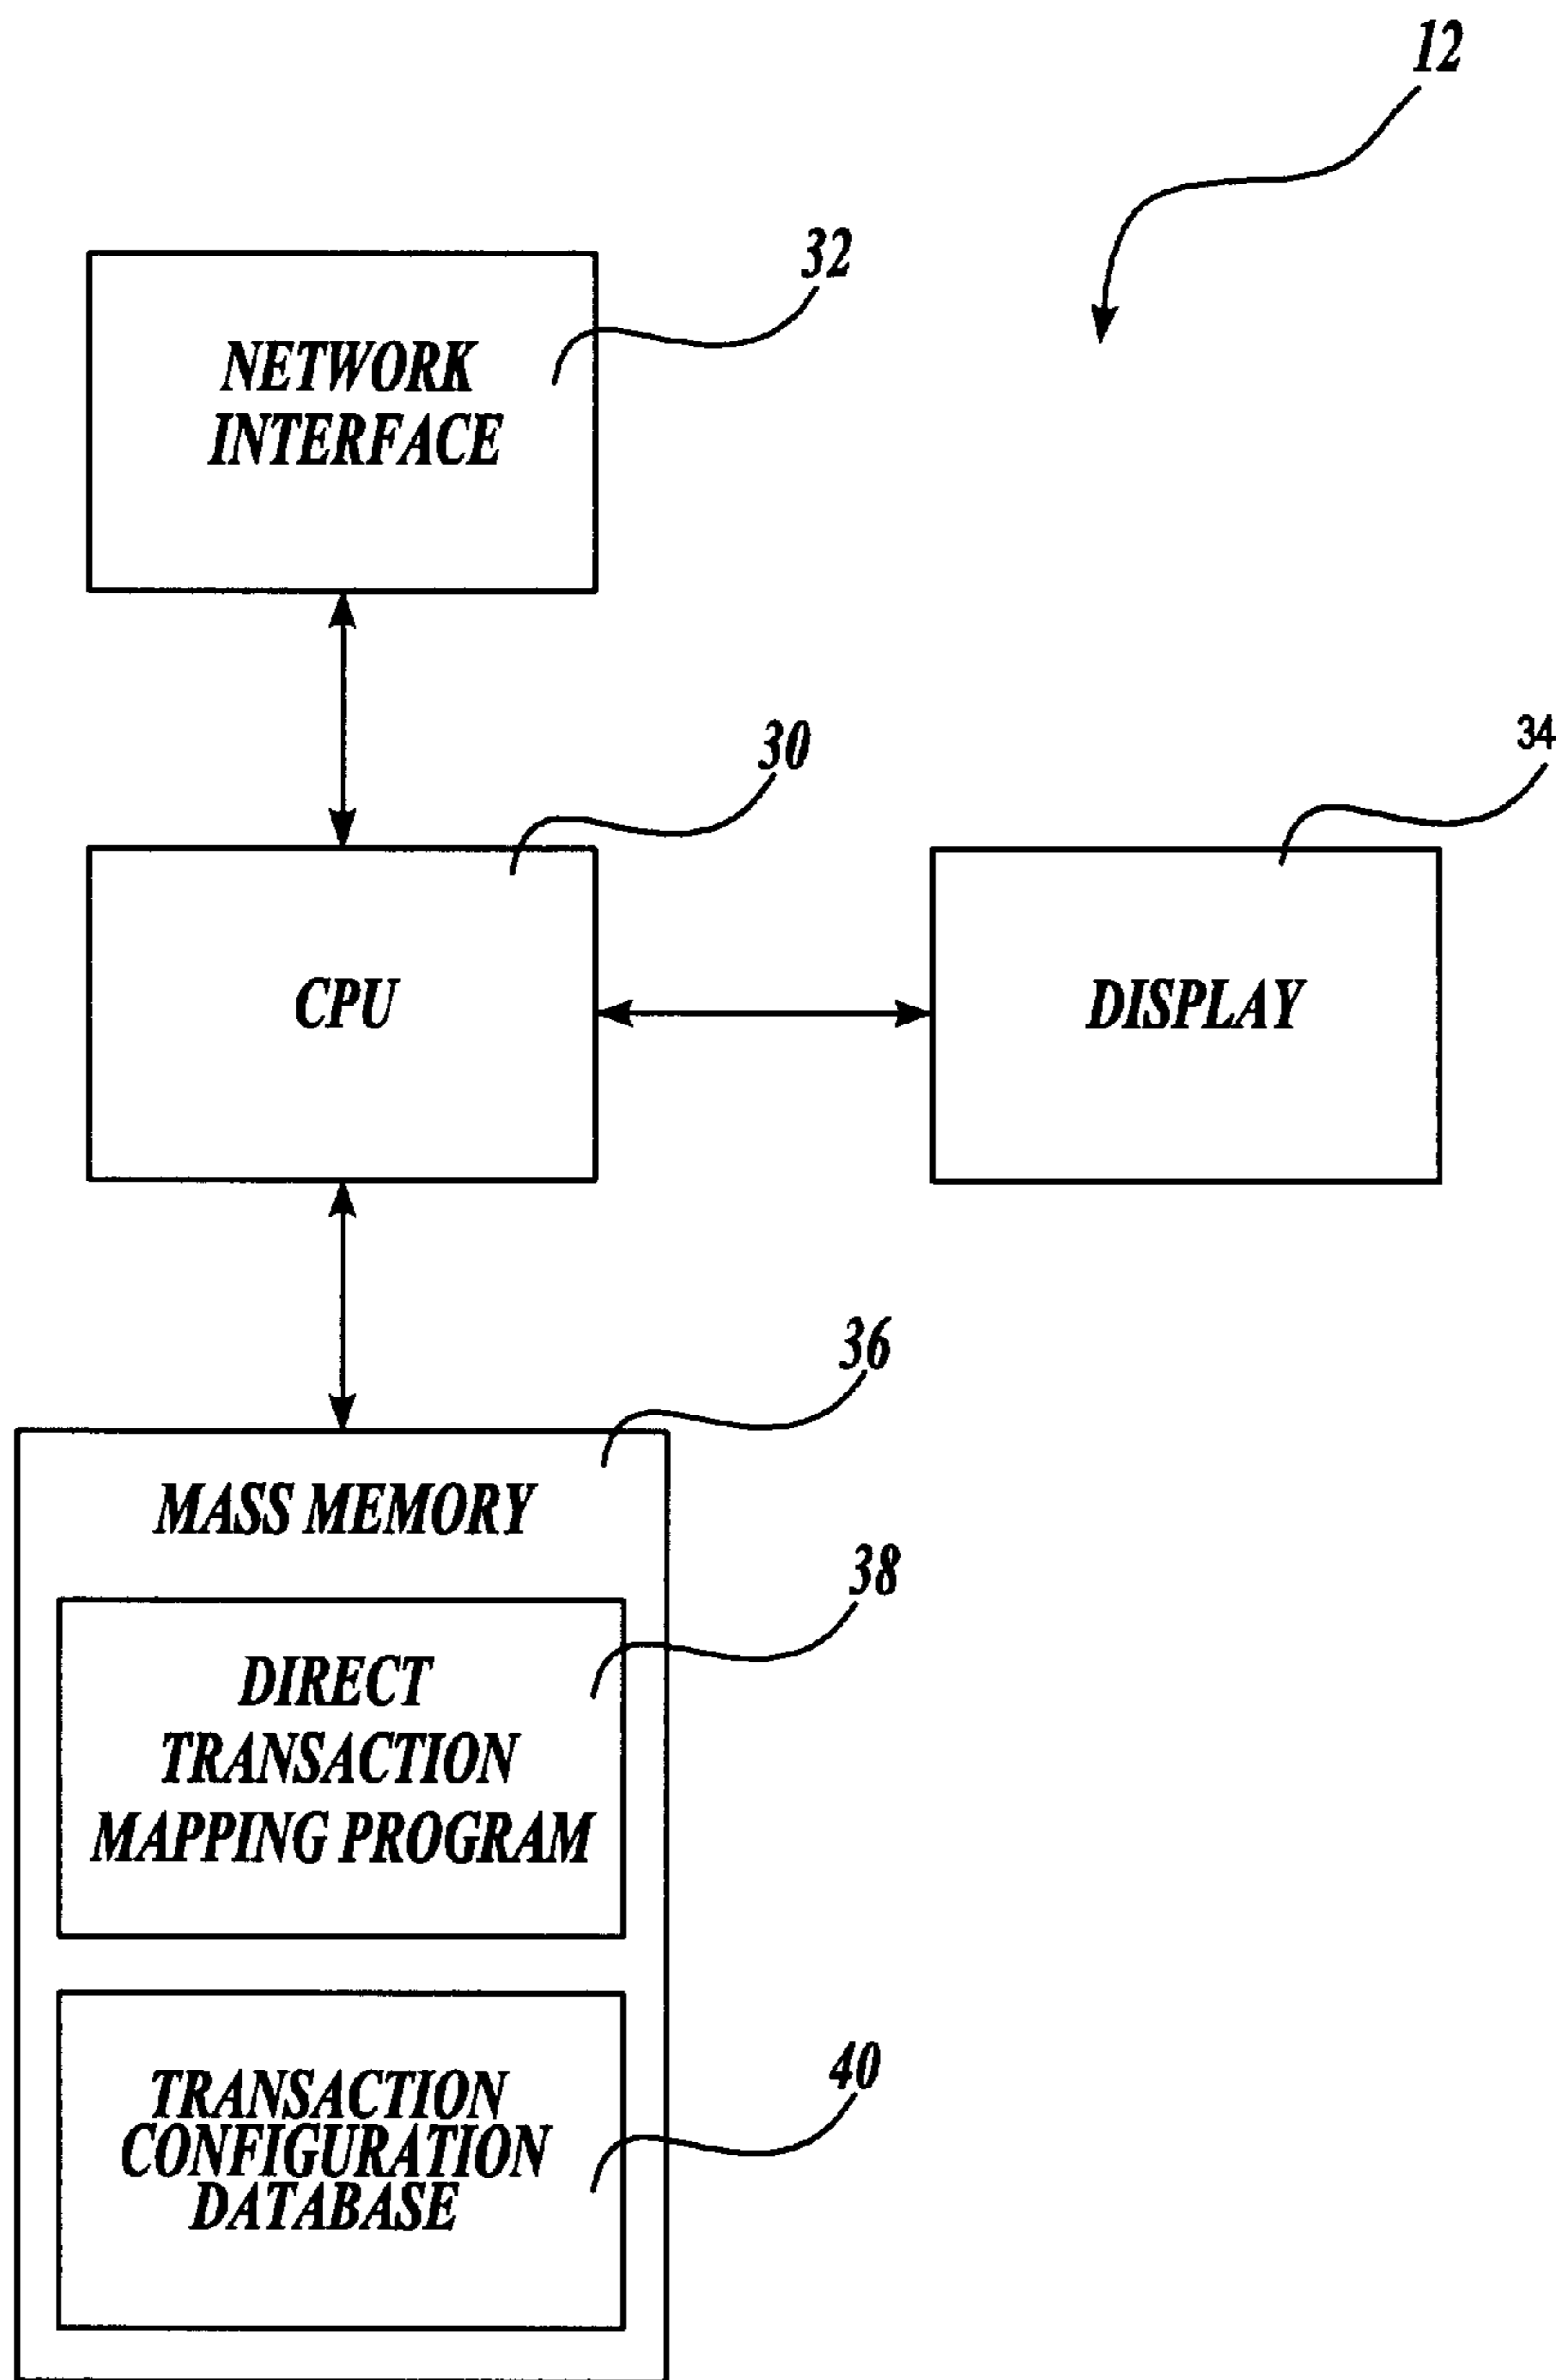 12
32
NETWORK
INTERFACE
30
34
CPU
DISPLAY
36
MASS MEMORY
38
DIRECT
TRANSACTION
MAPPING PROGRAM
40
TRANSACTION
CONFIGURATION
DATABASE